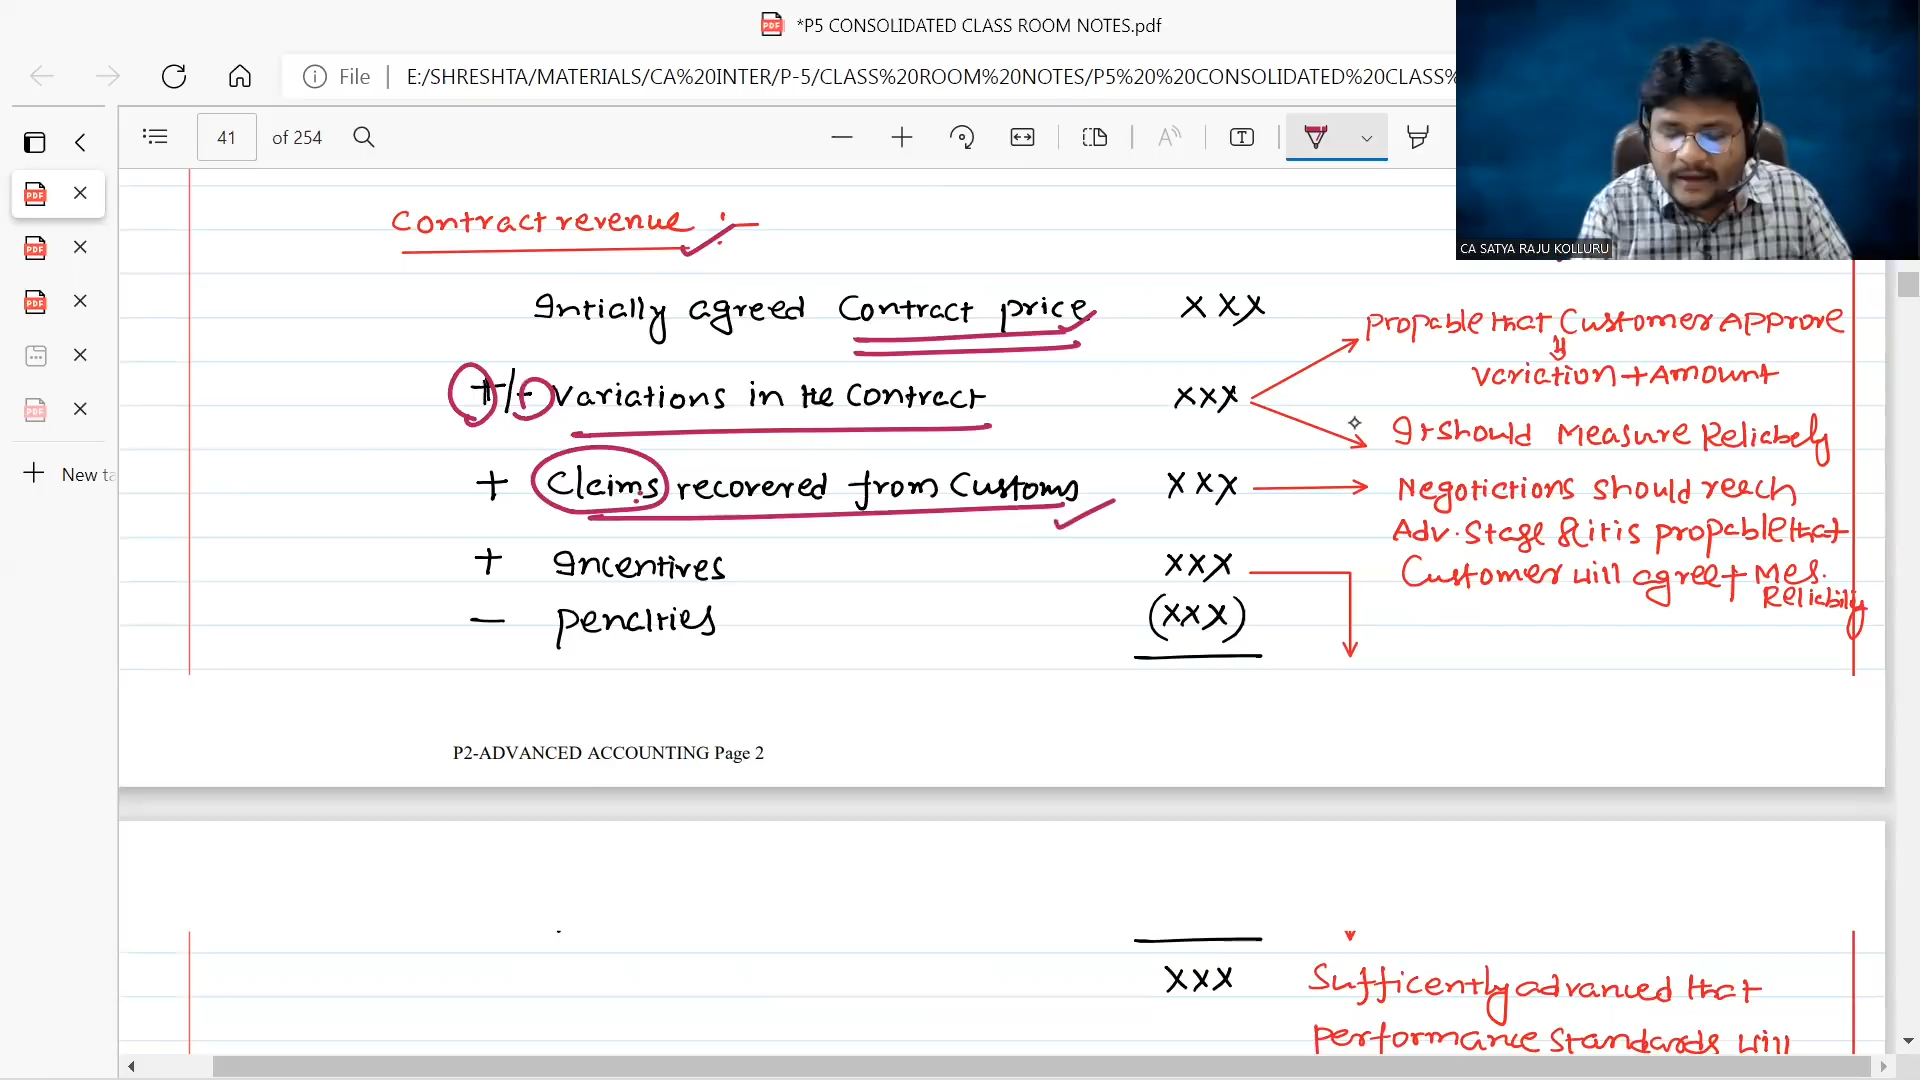 *P5 CONSOLIDATED CLASS ROOM NOTES.pdf
File
E:/SHRESHTA/MATERIALS/CA%20INTER/P-5/CLASS%20ROOM%20NOTES/P5%20%20CONSOLIDATED%20CLASS%
41 of 254
New ta
CA SATYA RAJU KOLLURU
Contract revenue :-
Intially agreed Contract price XXX
+/- Variations in the Contract XXX
Propable that Customer Approve
Variation + Amount
It should Measure Reliabely
+ Claims recovered from Customs XXX
Negotictions should reach
Adv. Stage & it is propable that
Customer will agree + Mes.
Reliabiliy
+ Incentives XXX
- Penclties (XXX)
P2-ADVANCED ACCOUNTING Page 2
XXX
Sufficently advanced that
Performance Standards will